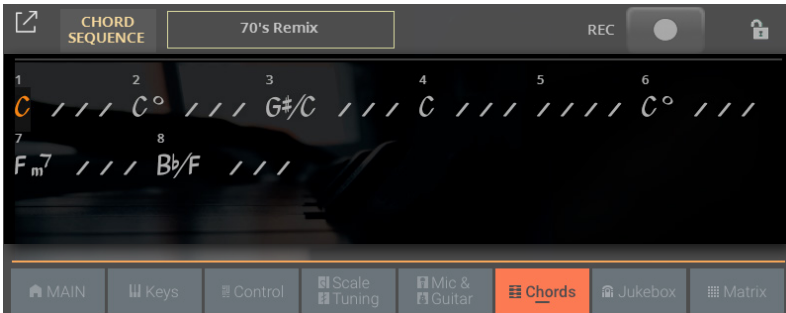 CHORD SEQUENCE
70's Remix
REC
1 2 3 4 5 6
C / / / C° / / / G♯/C / / / C / / / / / / / C° / / /
7 8
Fm7 / / / B♭/F / / /
MAIN
Keys
Control
Scale
Tuning
Mic &
Guitar
Chords
Jukebox
Matrix